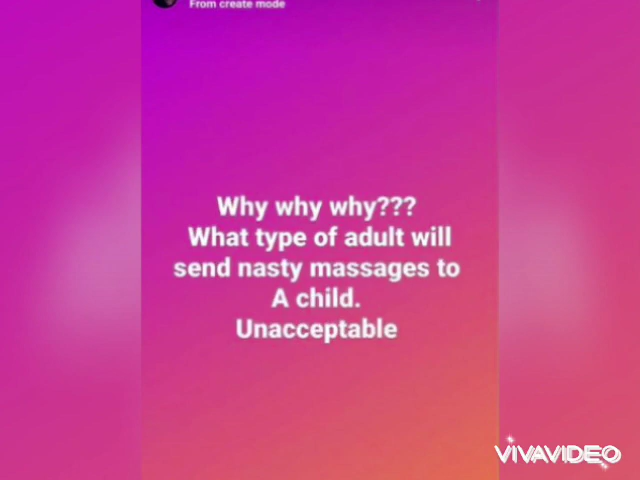 From create mode
Why why why???
What type of adult will
send nasty massages to
A child.
Unacceptable
VIVAVIDEO